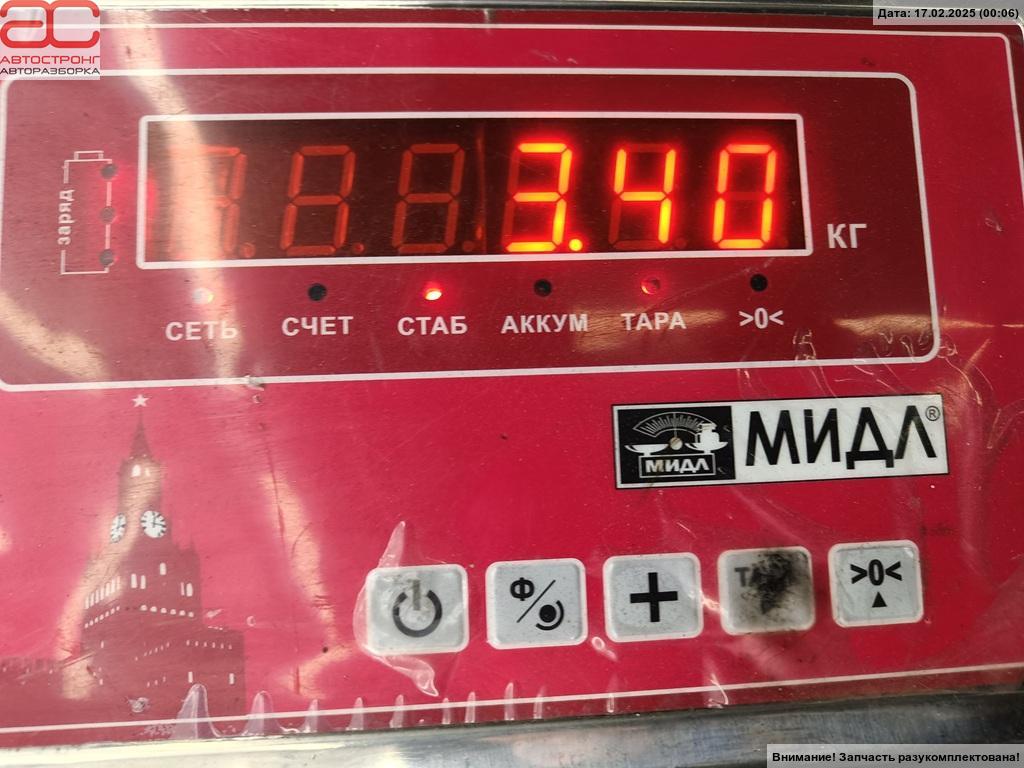 Дата: 17.02.2025 (00:06)
АС
АВТОСТРОНГ
АВТОРАЗБОРКА
заряд
3.40
КГ
СЕТЬ СЧЕТ СТАБ АККУМ ТАРА >0<
МИДЛ МИДЛ®
Ф/ + >0<
Внимание! Запчасть разукомплектована!